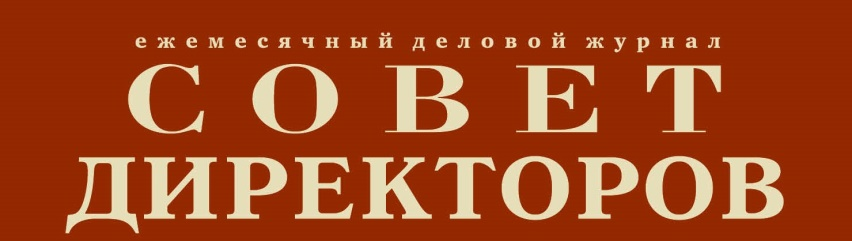 ежемесячный деловой журнал
СОВЕТ
ДИРЕКТОРОВ